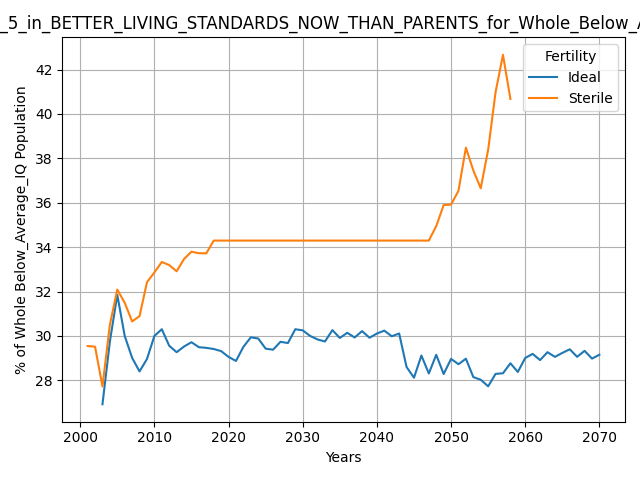 _5_in_BETTER_LIVING_STANDARDS_NOW_THAN_PARENTS_for_Whole_Below_A
Fertility
Ideal
Sterile
% of Whole Below_Average_IQ Population
42
40
38
36
34
32
30
28
2000 2010 2020 2030 2040 2050 2060 2070
Years